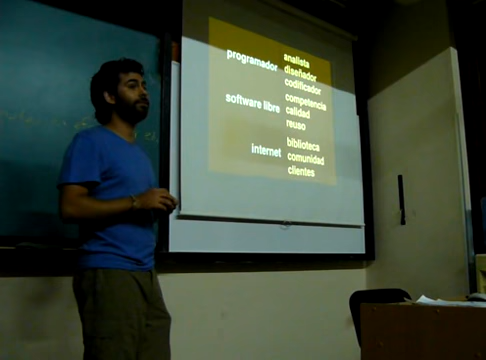 analista
programador diseñador
codificador
competencia
software libre calidad
reuso
biblioteca
internet comunidad
clientes